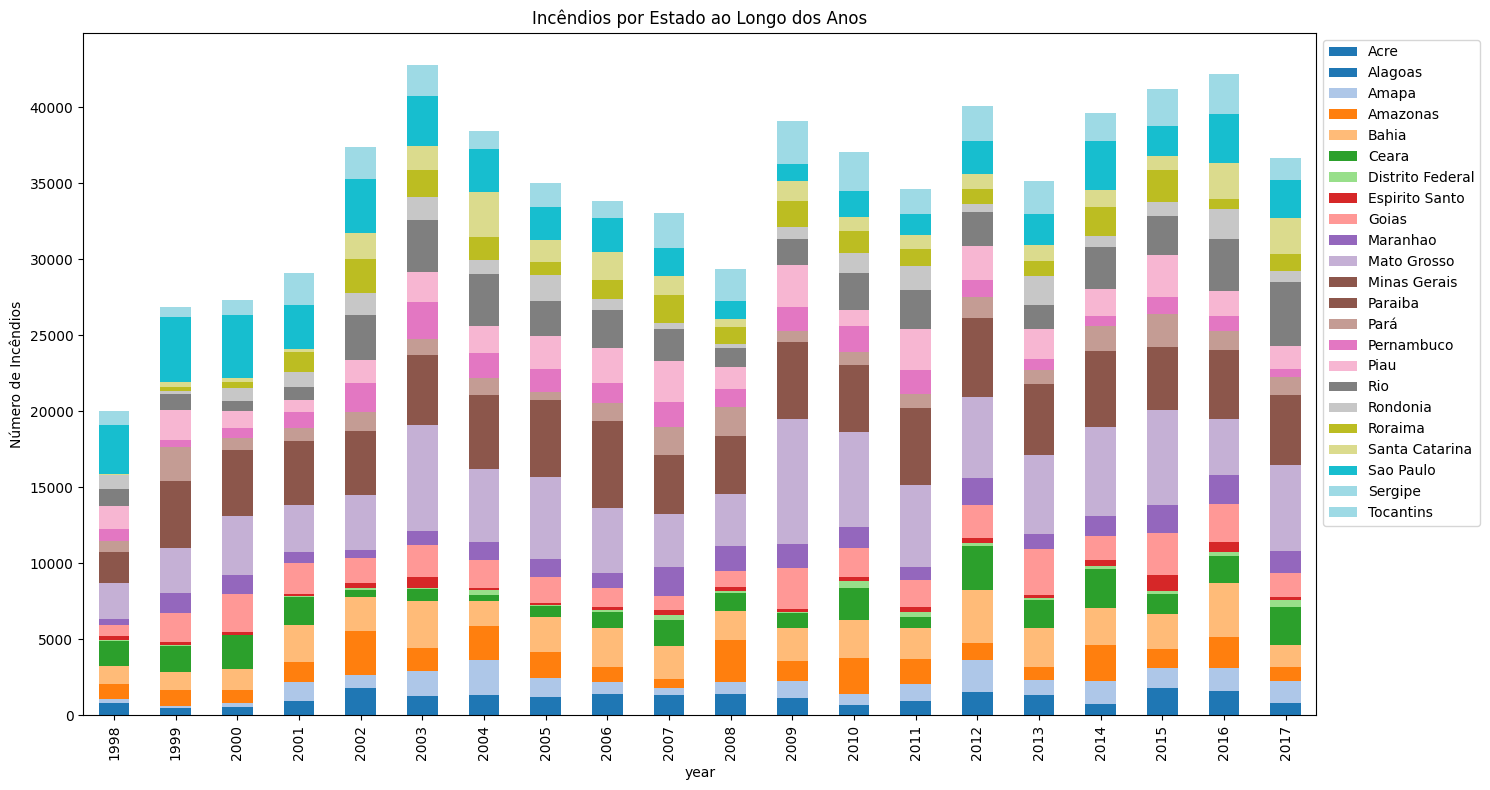 Incêndios por Estado ao Longo dos Anos
Número de Incêndios
40000
35000
30000
25000
20000
15000
10000
5000
0
1998
1999
2000
2001
2002
2003
2004
2005
2006
2007
2008
2009
2010
2011
2012
2013
2014
2015
2016
2017
year
Acre
Alagoas
Amapa
Amazonas
Bahia
Ceara
Distrito Federal
Espirito Santo
Goias
Maranhao
Mato Grosso
Minas Gerais
Paraiba
Pará
Pernambuco
Piau
Rio
Rondonia
Roraima
Santa Catarina
Sao Paulo
Sergipe
Tocantins